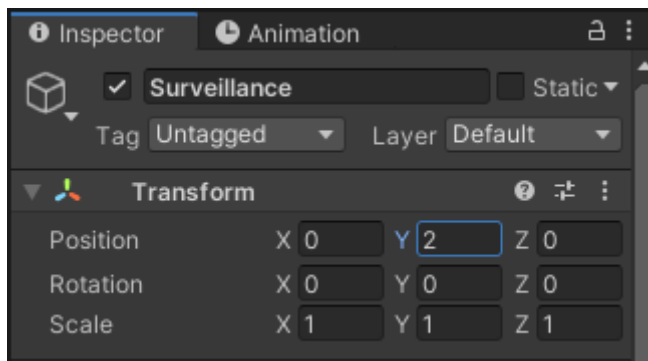 Inspector Animation
Surveillance Static
Tag Untagged Layer Default
Transform
Position X 0 Y 2 Z 0
Rotation X 0 Y 0 Z 0
Scale X 1 Y 1 Z 1